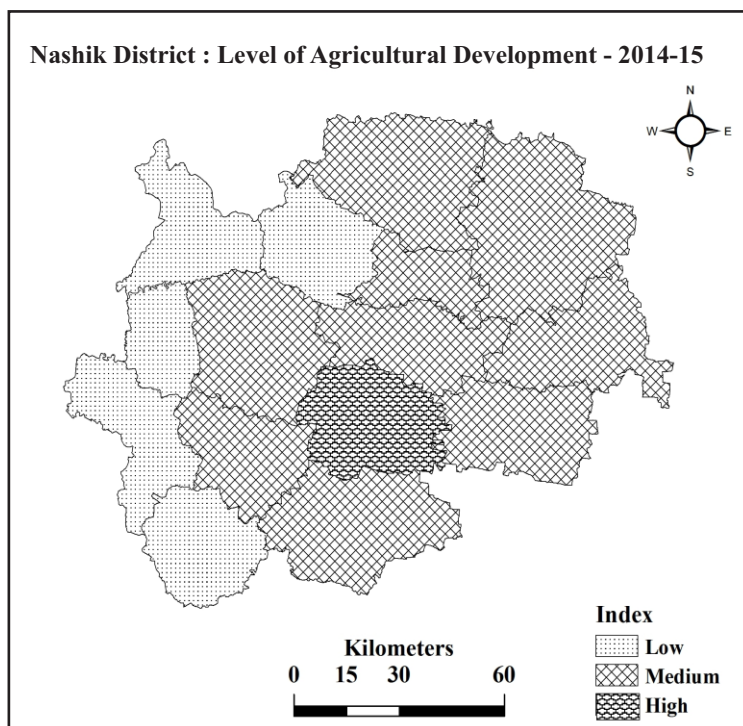 Nashik District : Level of Agricultural Development - 2014-15
N
W E
S
Index
Low
Medium
High
Kilometers
0 15 30 60